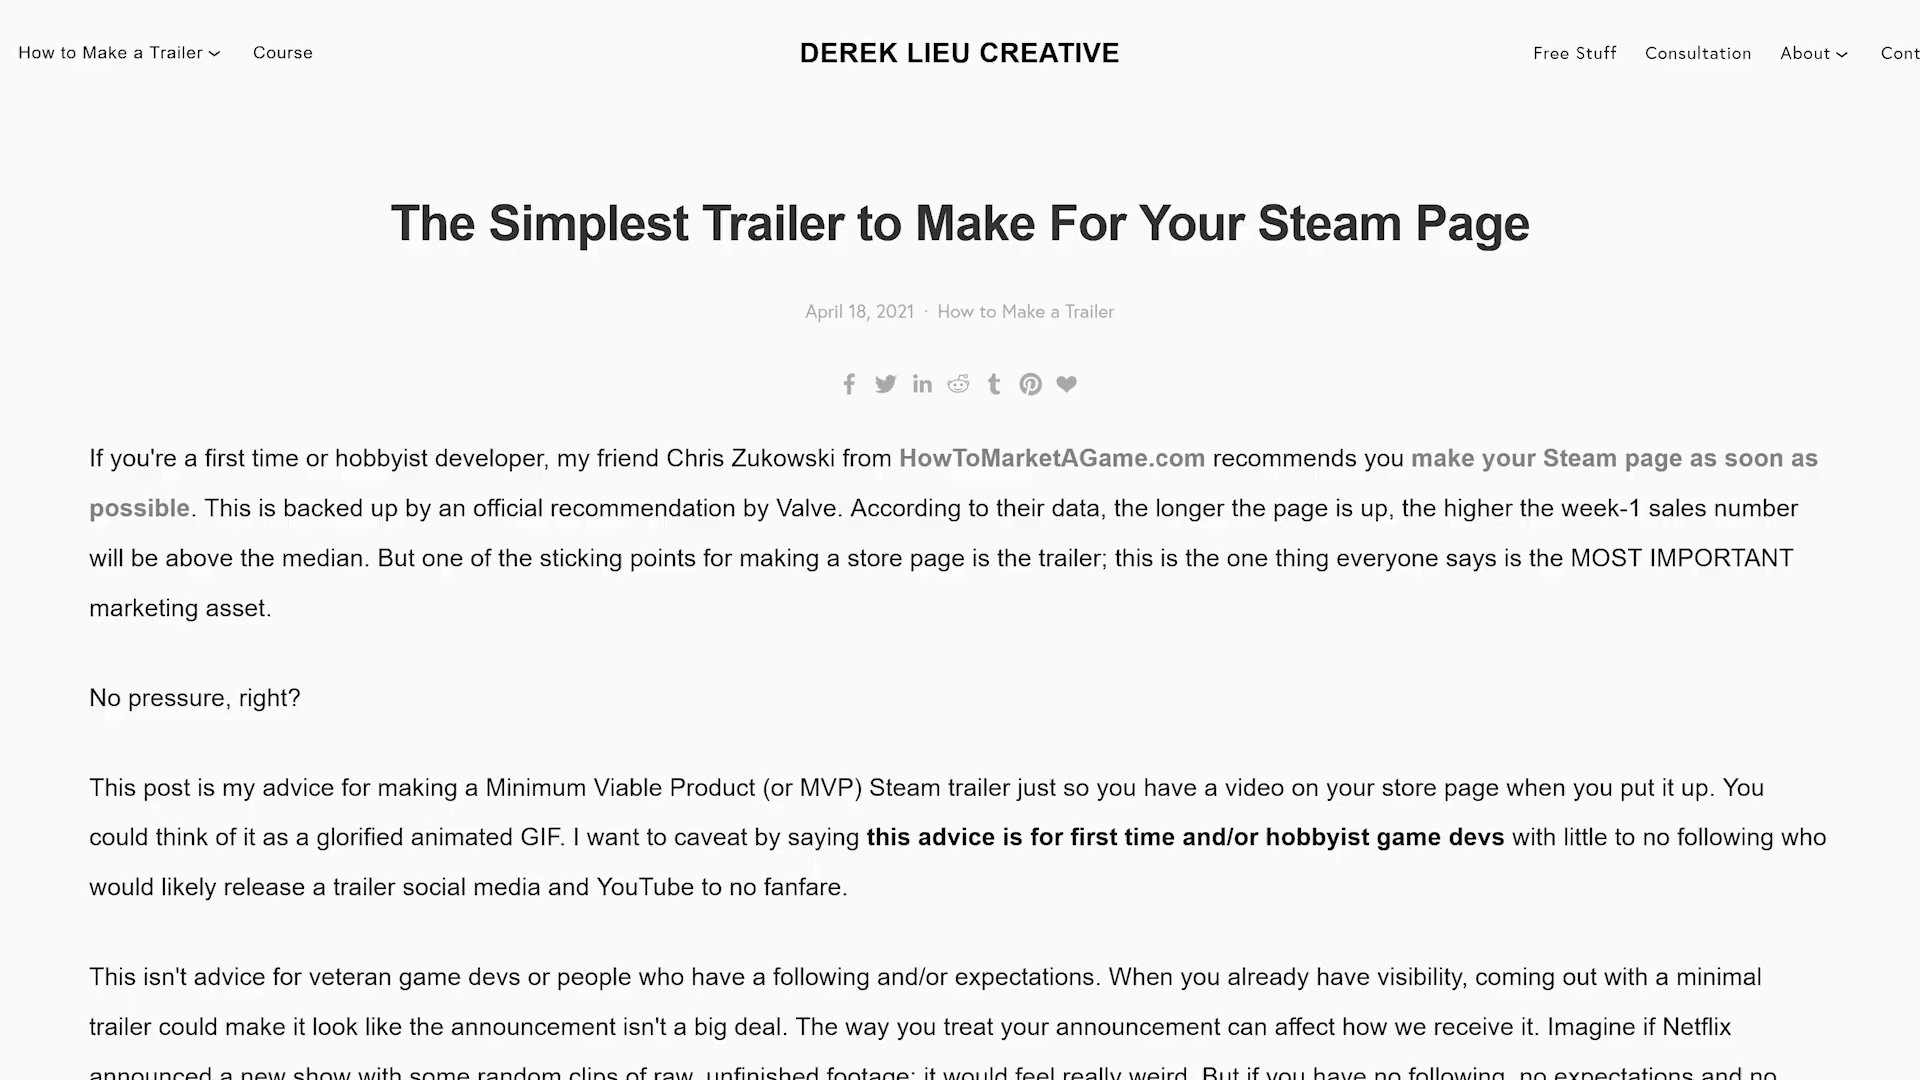 How to Make a Trailer Course DEREK LIEU CREATIVE Free Stuff Consultation About Cont
The Simplest Trailer to Make For Your Steam Page
April 18, 2021 · How to Make a Trailer
If you're a first time or hobbyist developer, my friend Chris Zukowski from HowToMarketAGame.com recommends you make your Steam page as soon as
possible. This is backed up by an official recommendation by Valve. According to their data, the longer the page is up, the higher the week-1 sales number
will be above the median. But one of the sticking points for making a store page is the trailer; this is the one thing everyone says is the MOST IMPORTANT
marketing asset.
No pressure, right?
This post is my advice for making a Minimum Viable Product (or MVP) Steam trailer just so you have a video on your store page when you put it up. You
could think of it as a glorified animated GIF. I want to caveat by saying this advice is for first time and/or hobbyist game devs with little to no following who
would likely release a trailer social media and YouTube to no fanfare.
This isn't advice for veteran game devs or people who have a following and/or expectations. When you already have visibility, coming out with a minimal
trailer could make it look like the announcement isn't a big deal. The way you treat your announcement can affect how we receive it. Imagine if Netflix
announced a new show with some random clips of raw, unfinished footage; it would feel really weird. But if you have no following, no expectations and no